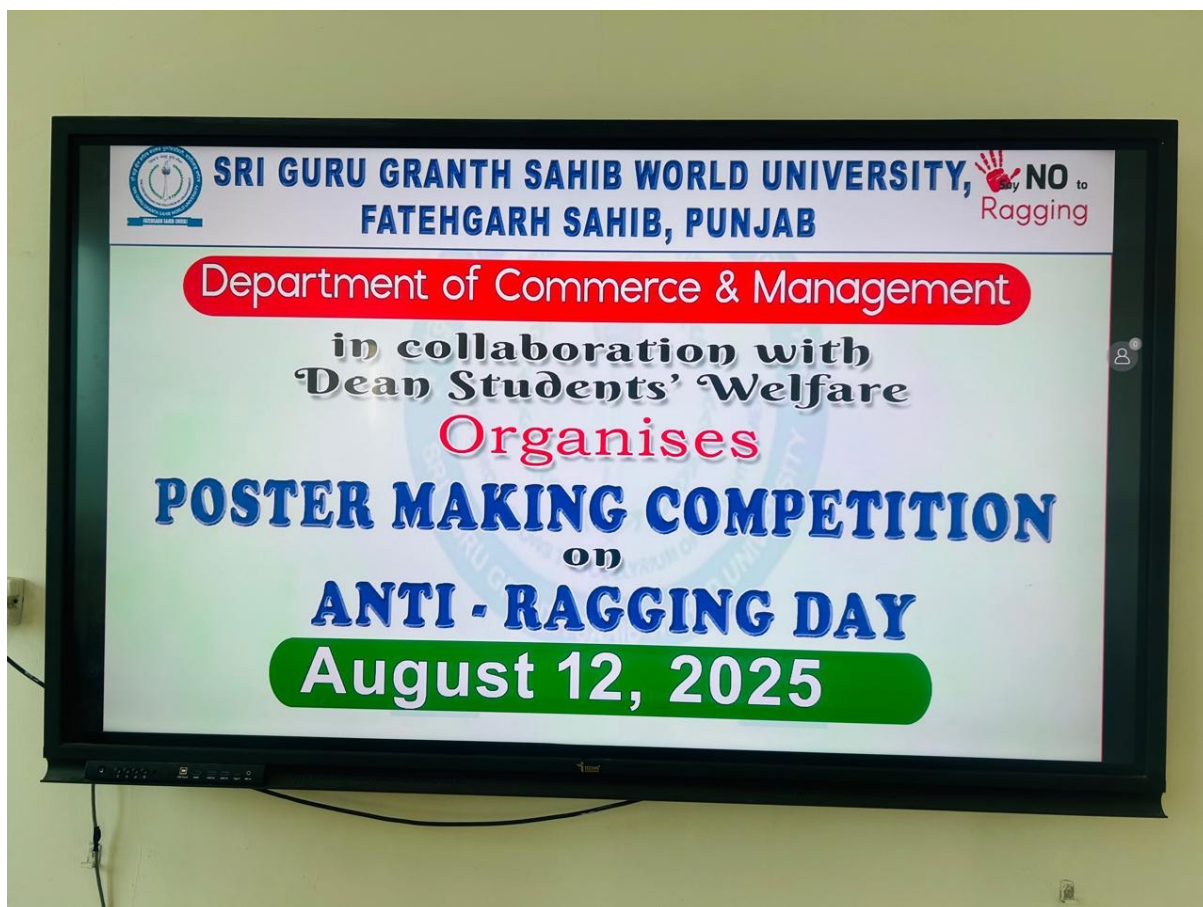 SRI GURU GRANTH SAHIB WORLD UNIVERSITY,
FATEHGARH SAHIB, PUNJAB
Say NO to
Ragging
Department of Commerce & Management
in collaboration with
Dean Students' Welfare
Organises
POSTER MAKING COMPETITION
on
ANTI - RAGGING DAY
August 12, 2025